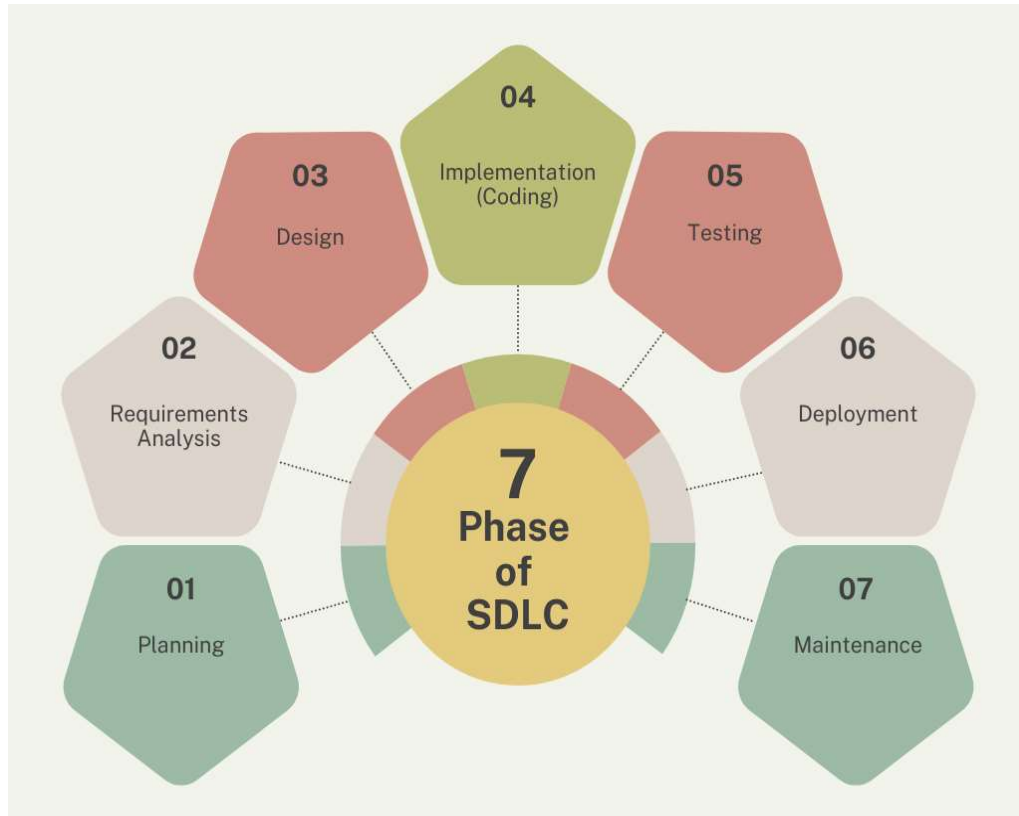 01
Planning
02
Requirements
Analysis
03
Design
04
Implementation
(Coding)
05
Testing
06
Deployment
07
Maintenance
7
Phase
of
SDLC